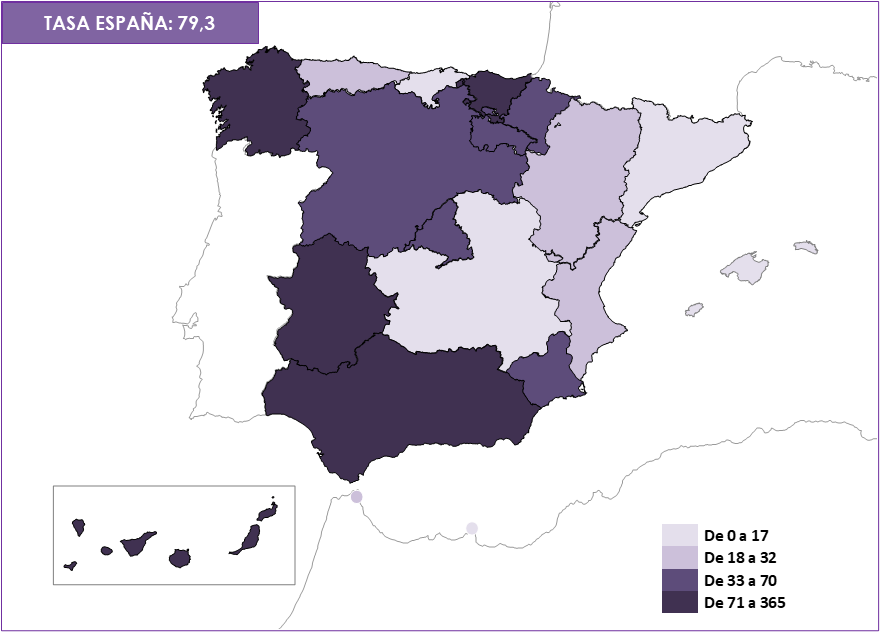 TASA ESPAÑA: 79,3
De 0 a 17
De 18 a 32
De 33 a 70
De 71 a 365